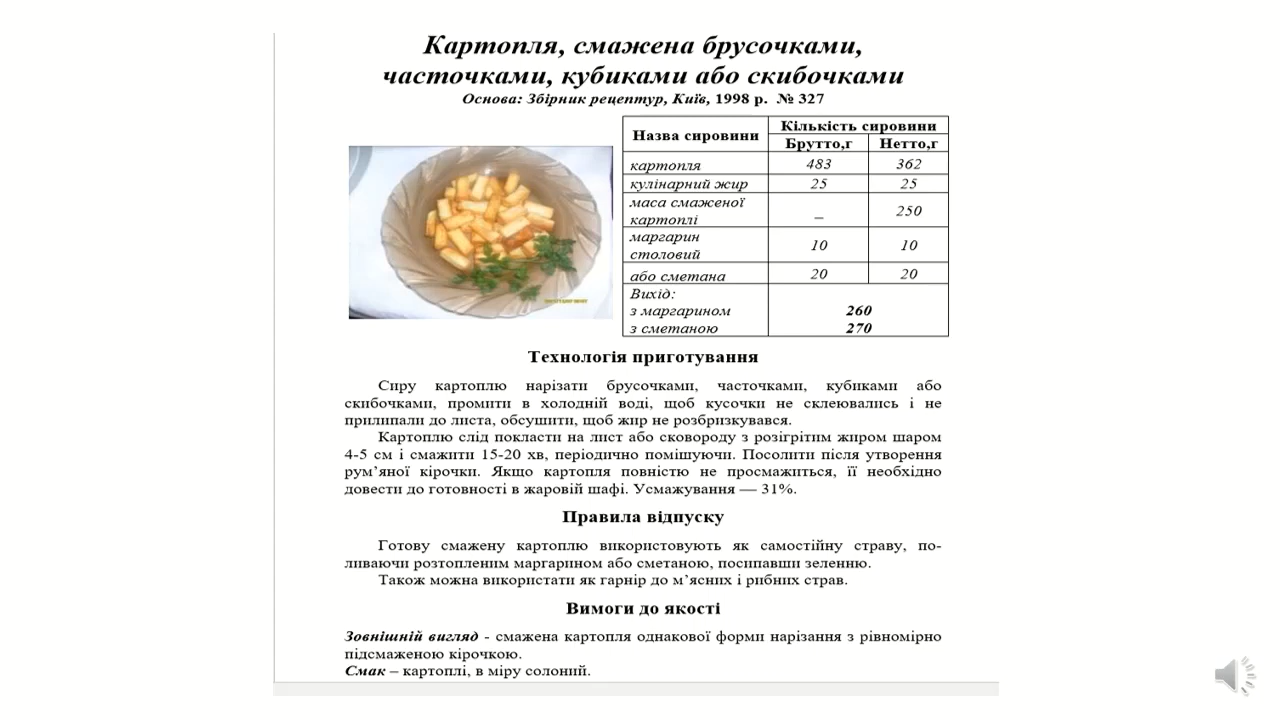 Картопля, смажена брусочками,
часточками, кубиками або скибочками
Основа: Збірник рецептур, Київ, 1998 р. № 327
Назва сировини
Кількість сировини
Брутто,г Нетто,г
картопля 483 362
кулінарний жир 25 25
маса смаженої
картоплі – 250
маргарин
столовий 10 10
або сметана 20 20
Вихід:
з маргарином 260
з сметаною 270
Технологія приготування
Сиру картоплю нарізати брусочками, часточками, кубиками або
скибочками, промити в холодній воді, щоб кусочки не склеювались і не
прилипали до листа, обсушити, щоб жир не розбризкувався.
Картоплю слід покласти на лист або сковороду з розігрітим жиром шаром
4-5 см і смажити 15-20 хв, періодично помішуючи. Посолити після утворення
рум’яної кірочки. Якщо картопля повністю не просмажиться, її необхідно
довести до готовності в жаровій шафі. Усмажування — 31%.
Правила відпуску
Готову смажену картоплю використовують як самостійну страву, по-
ливаючи розтопленим маргарином або сметаною, посипавши зеленню.
Також можна використати як гарнір до м’ясних і рибних страв.
Вимоги до якості
Зовнішній вигляд - смажена картопля однакової форми нарізання з рівномірно
підсмаженою кірочкою.
Смак – картоплі, в міру солоний.